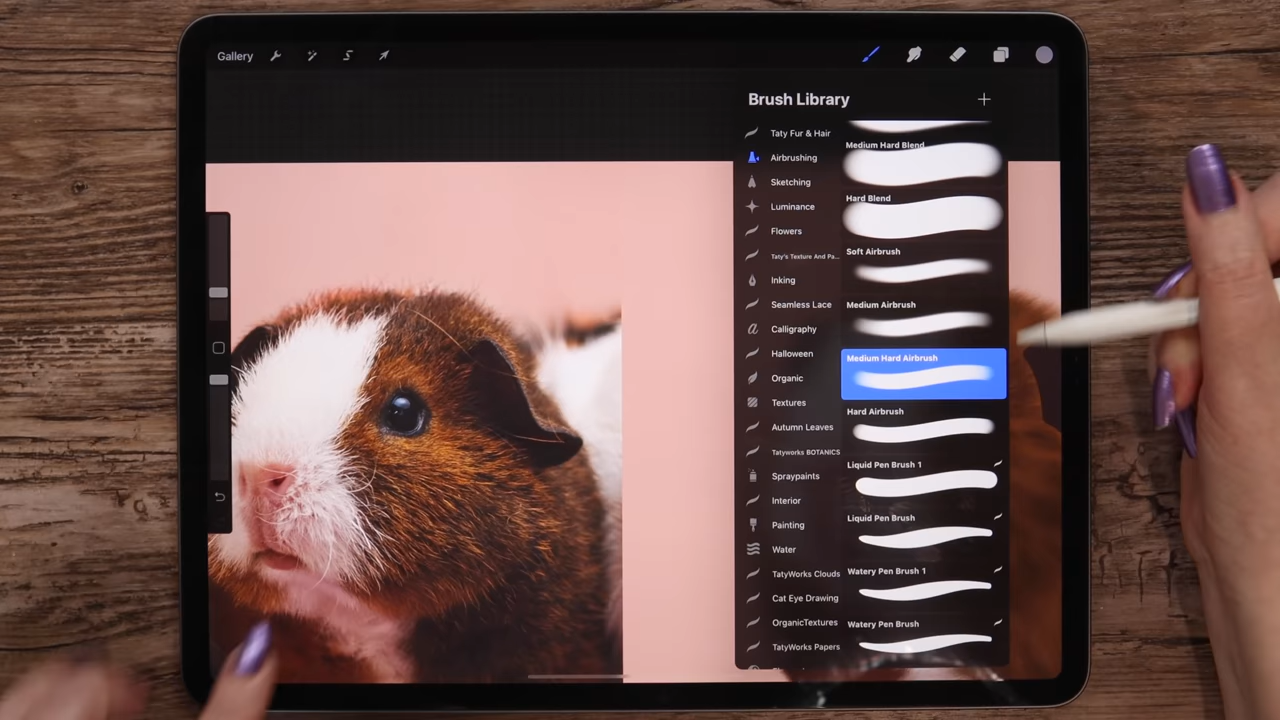 Gallery
Brush Library
Taty Fur & Hair
Airbrushing
Sketching
Luminance
Flowers
Taty's Texture And Pa...
Inking
Seamless Lace
Calligraphy
Halloween
Organic
Textures
Autumn Leaves
Tatyworks BOTANICS
Spraypaints
Interior
Painting
Water
TatyWorks Clouds
Cat Eye Drawing
OrganicTextures
TatyWorks Papers
Medium Hard Blend
Hard Blend
Soft Airbrush
Medium Airbrush
Medium Hard Airbrush
Hard Airbrush
Liquid Pen Brush 1
Liquid Pen Brush
Watery Pen Brush 1
Watery Pen Brush